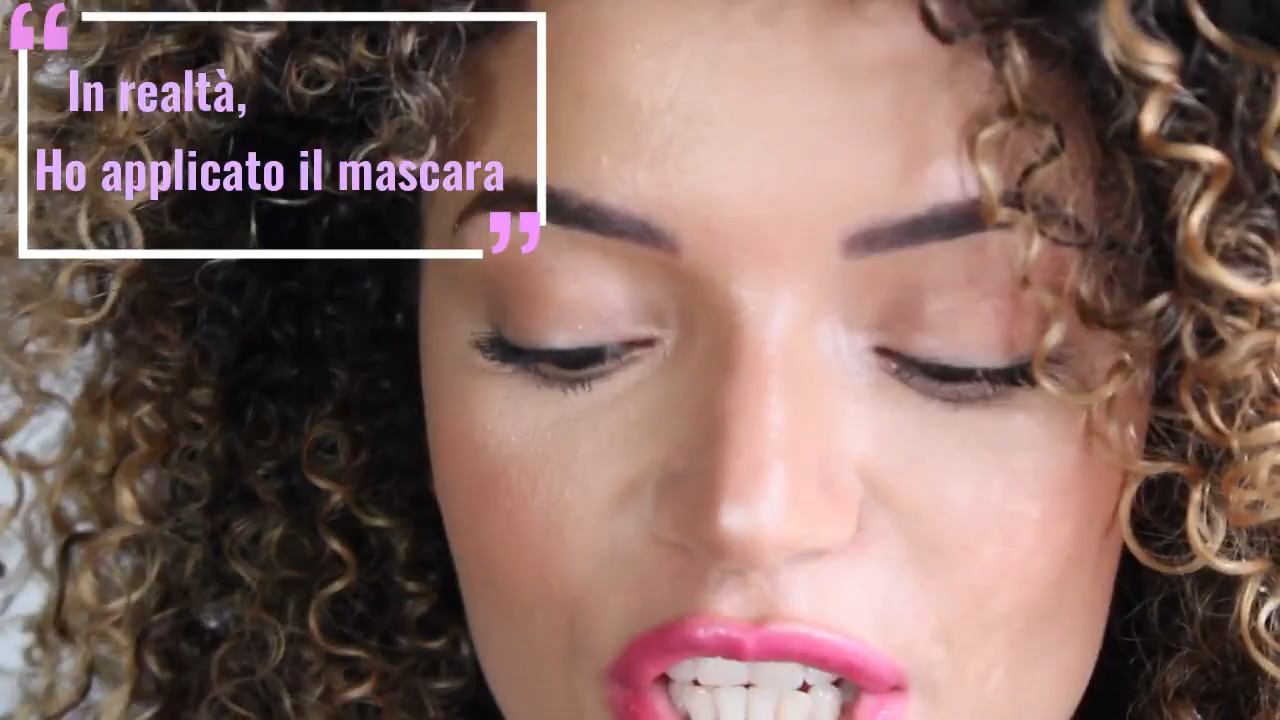 “ In realtà,
Ho applicato il mascara ”